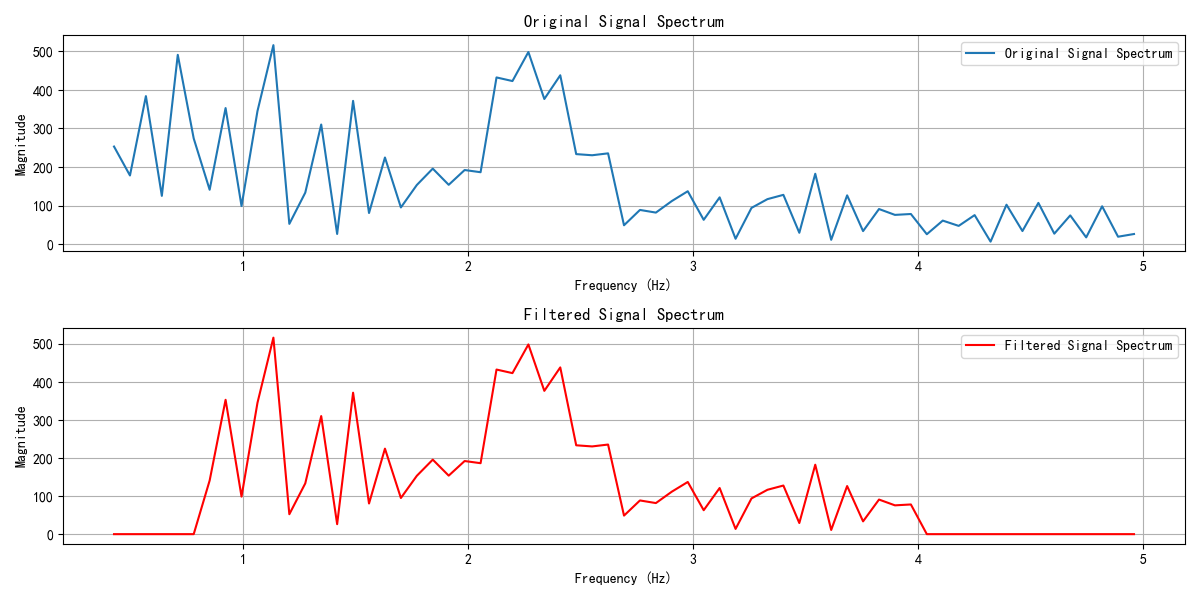 Original Signal Spectrum
Original Signal Spectrum
Magnitude
500
400
300
200
100
0
1 2 3 4 5
Frequency (Hz)
Filtered Signal Spectrum
Filtered Signal Spectrum
Magnitude
500
400
300
200
100
0
1 2 3 4 5
Frequency (Hz)